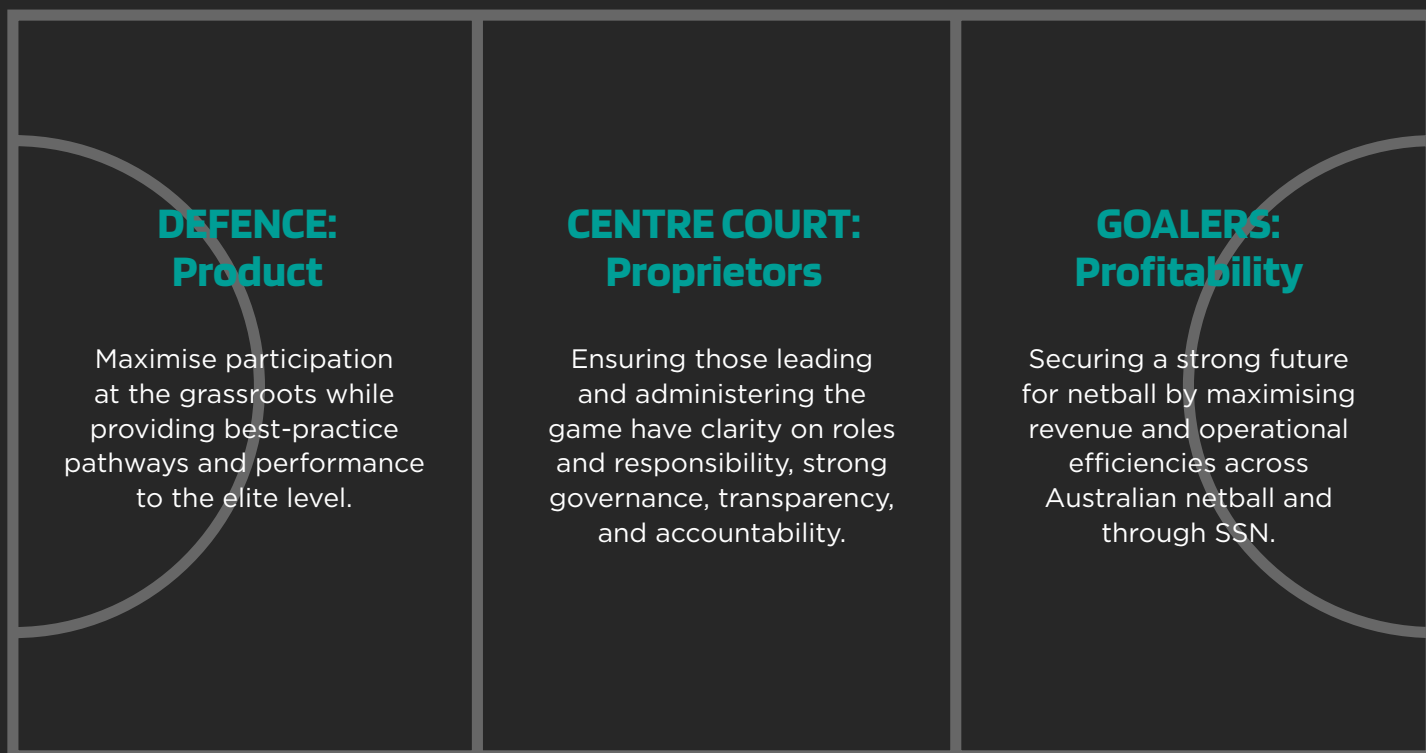 DEFENCE:
Product
Maximise participation
at the grassroots while
providing best-practice
pathways and performance
to the elite level.
CENTRE COURT:
Proprietors
Ensuring those leading
and administering the
game have clarity on roles
and responsibility, strong
governance, transparency,
and accountability.
GOALERS:
Profitability
Securing a strong future
for netball by maximising
revenue and operational
efficiencies across
Australian netball and
through SSN.